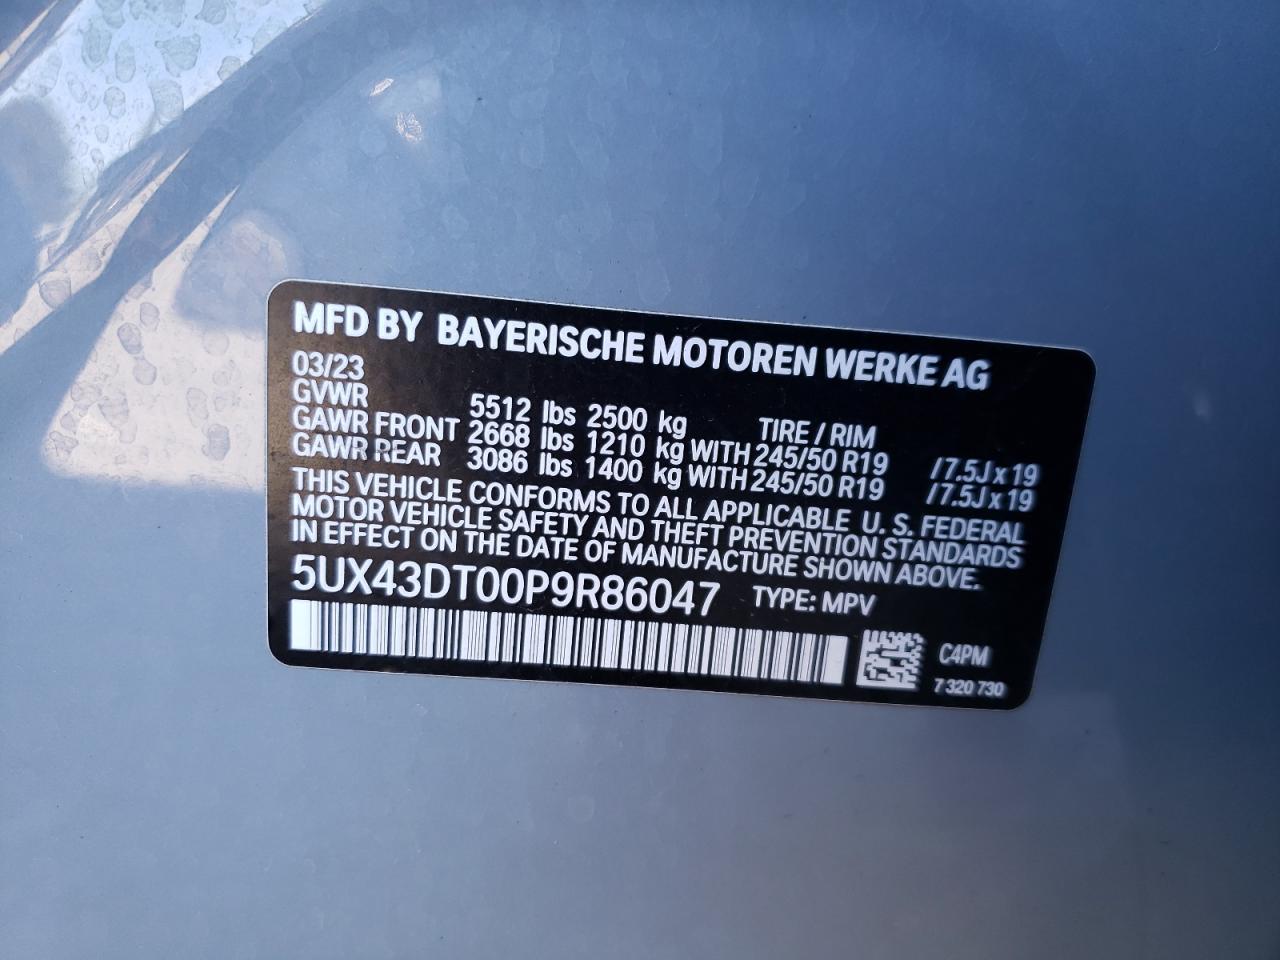 MFD BY BAYERISCHE MOTOREN WERKE AG
03/23
GVWR 5512 lbs 2500 kg TIRE / RIM
GAWR FRONT 2668 lbs 1210 kg WITH 245/50 R19 / 7.5J x 19
GAWR REAR 3086 lbs 1400 kg WITH 245/50 R19 / 7.5J x 19
THIS VEHICLE CONFORMS TO ALL APPLICABLE U. S. FEDERAL
MOTOR VEHICLE SAFETY AND THEFT PREVENTION STANDARDS
IN EFFECT ON THE DATE OF MANUFACTURE SHOWN ABOVE.
5UX43DT00P9R86047 TYPE: MPV
C4PM
7 320 730